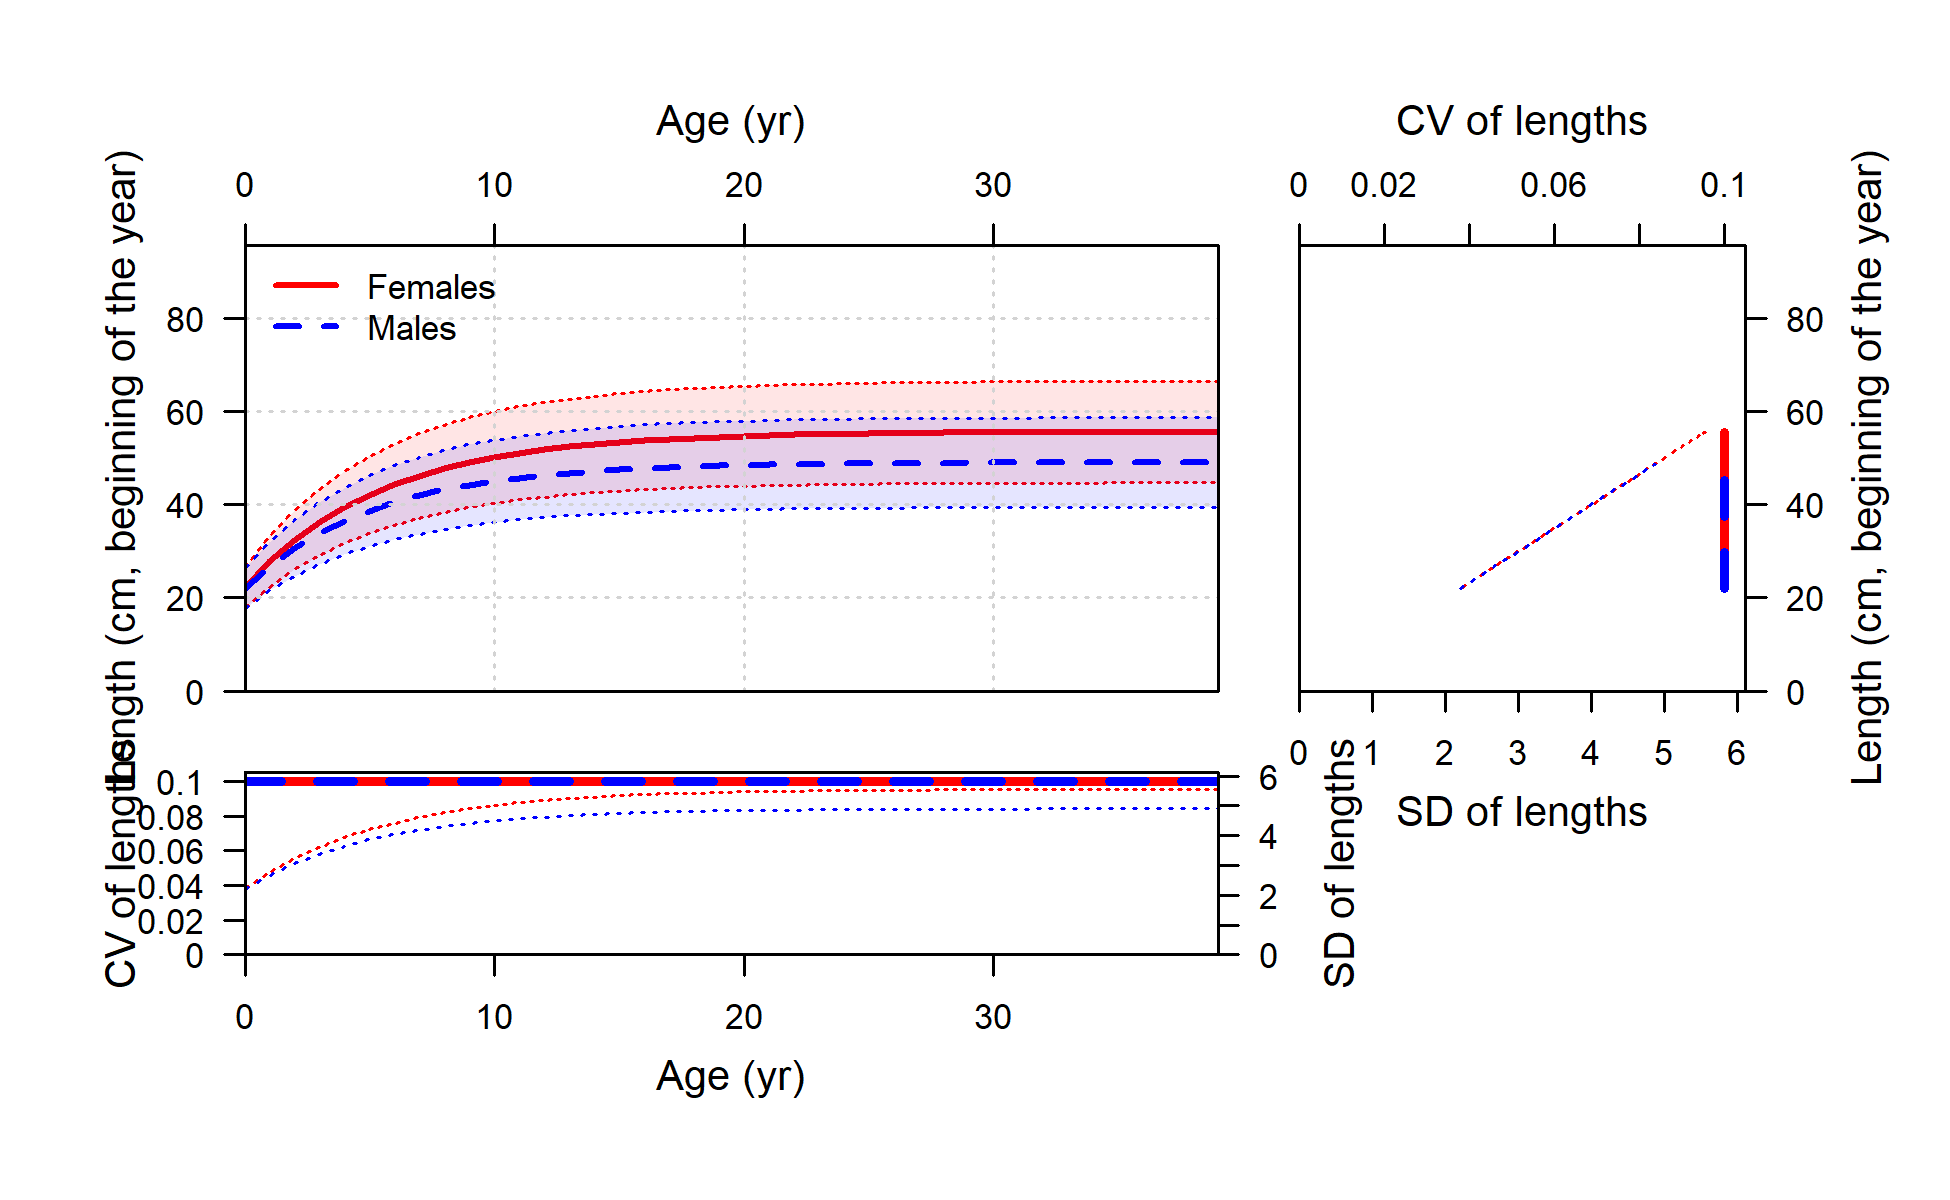 Age (yr)
CV of lengths
0 10 20 30
0 0.02 0.06 0.1
Length (cm, beginning of the year)
Females
Males
80
60
40
20
0
80
60
40
20
0
Length (cm, beginning of the year)
0 1 2 3 4 5 6
SD of lengths
CV of lengths
0.1
0.08
0.06
0.04
0.02
0
6
4
2
0
SD of lengths
0 10 20 30
Age (yr)